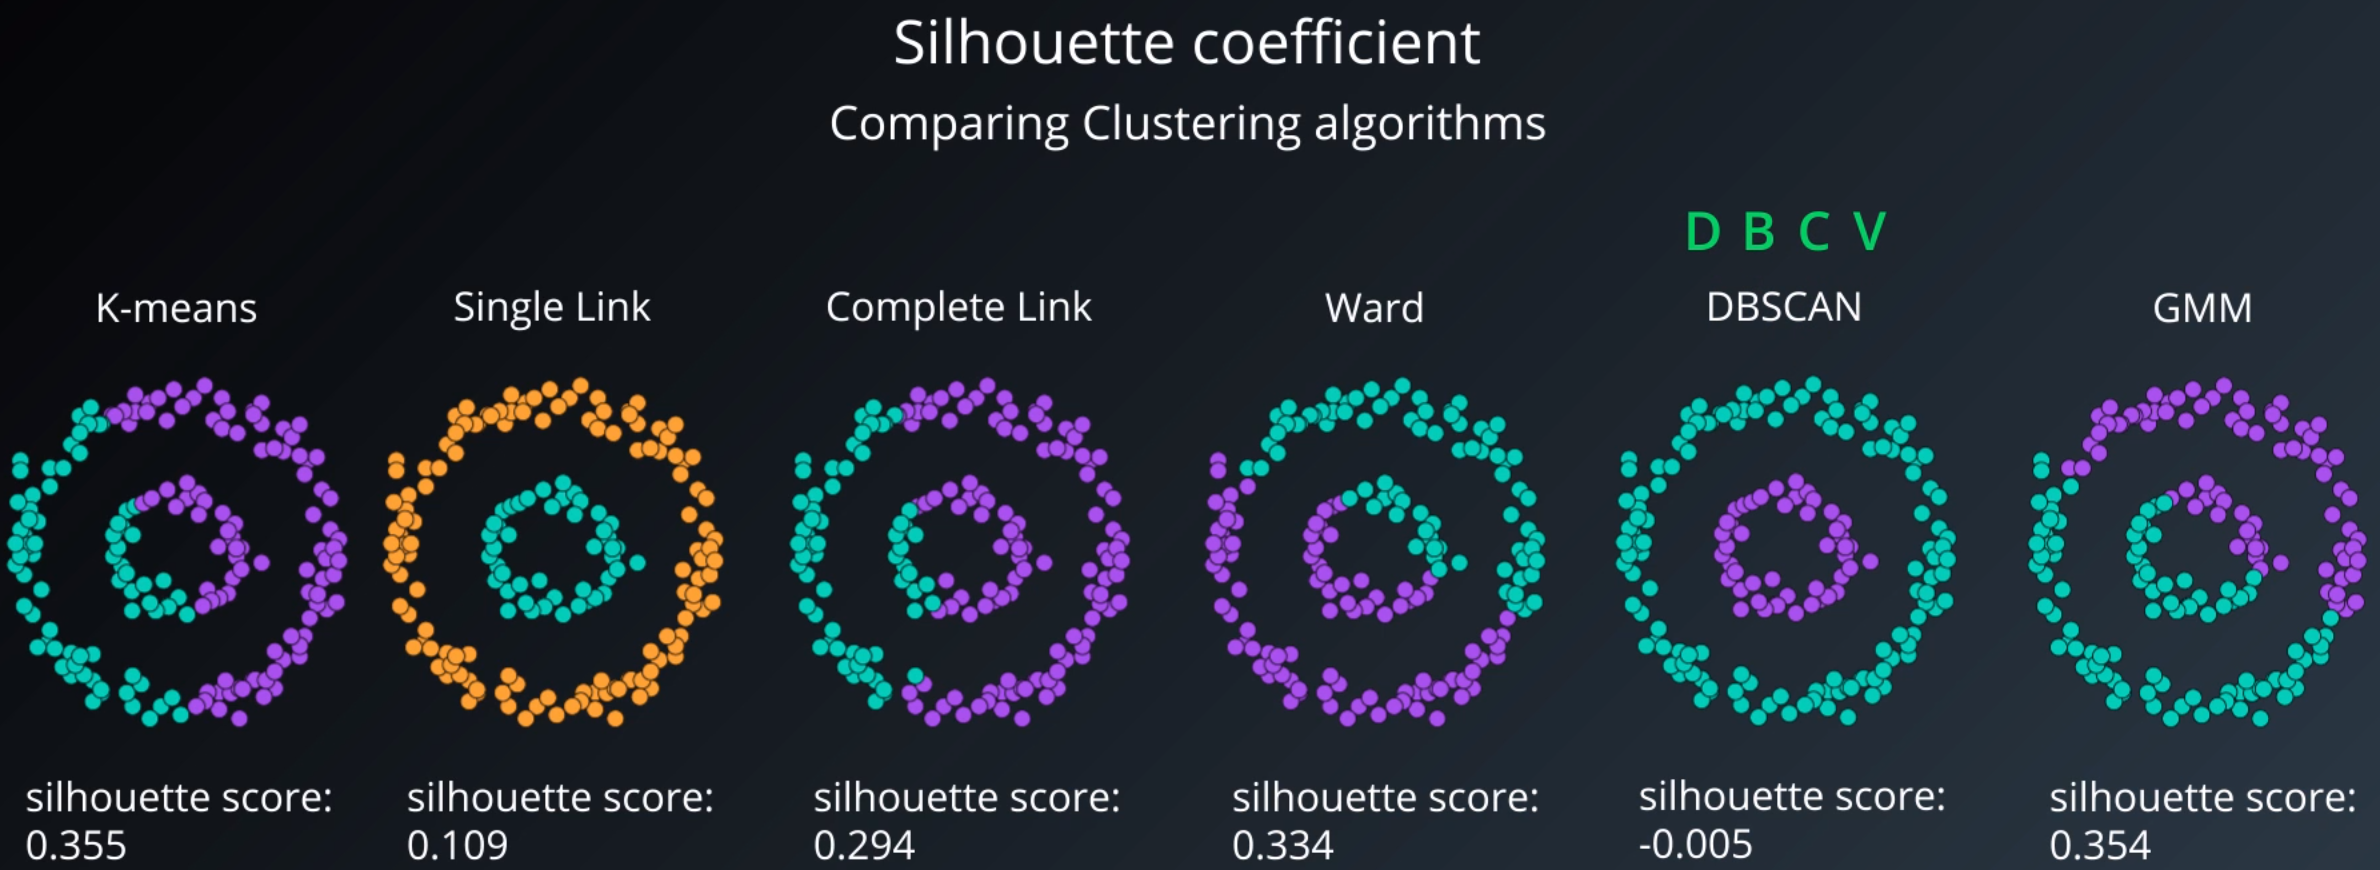 Silhouette coefficient
Comparing Clustering algorithms
D B C V
K-means
Single Link
Complete Link
Ward
DBSCAN
GMM
silhouette score:
0.355
silhouette score:
0.109
silhouette score:
0.294
silhouette score:
0.334
silhouette score:
-0.005
silhouette score:
0.354